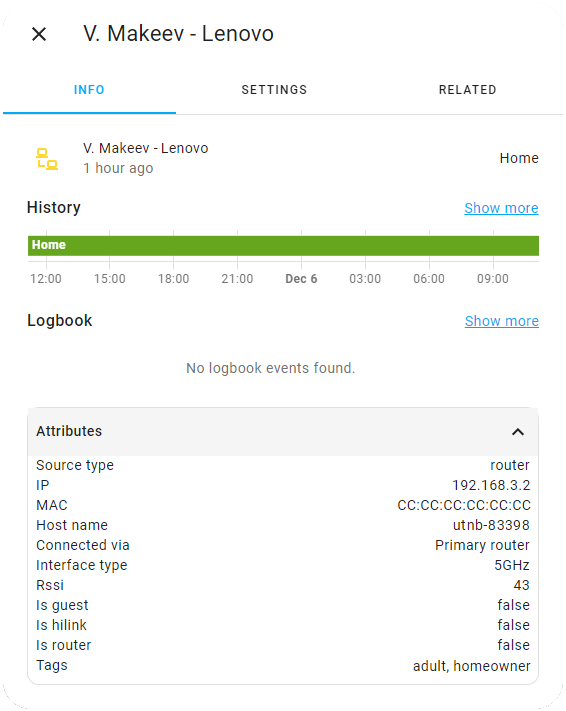 V. Makeev - Lenovo
INFO SETTINGS RELATED
V. Makeev - Lenovo
1 hour ago
Home
History Show more
Home
12:00 15:00 18:00 21:00 Dec 6 03:00 06:00 09:00
Logbook Show more
No logbook events found.
Attributes
Source type router
IP 192.168.3.2
MAC CC:CC:CC:CC:CC:CC
Host name utnb-83398
Connected via Primary router
Interface type 5GHz
Rssi 43
Is guest false
Is hilink false
Is router false
Tags adult, homeowner